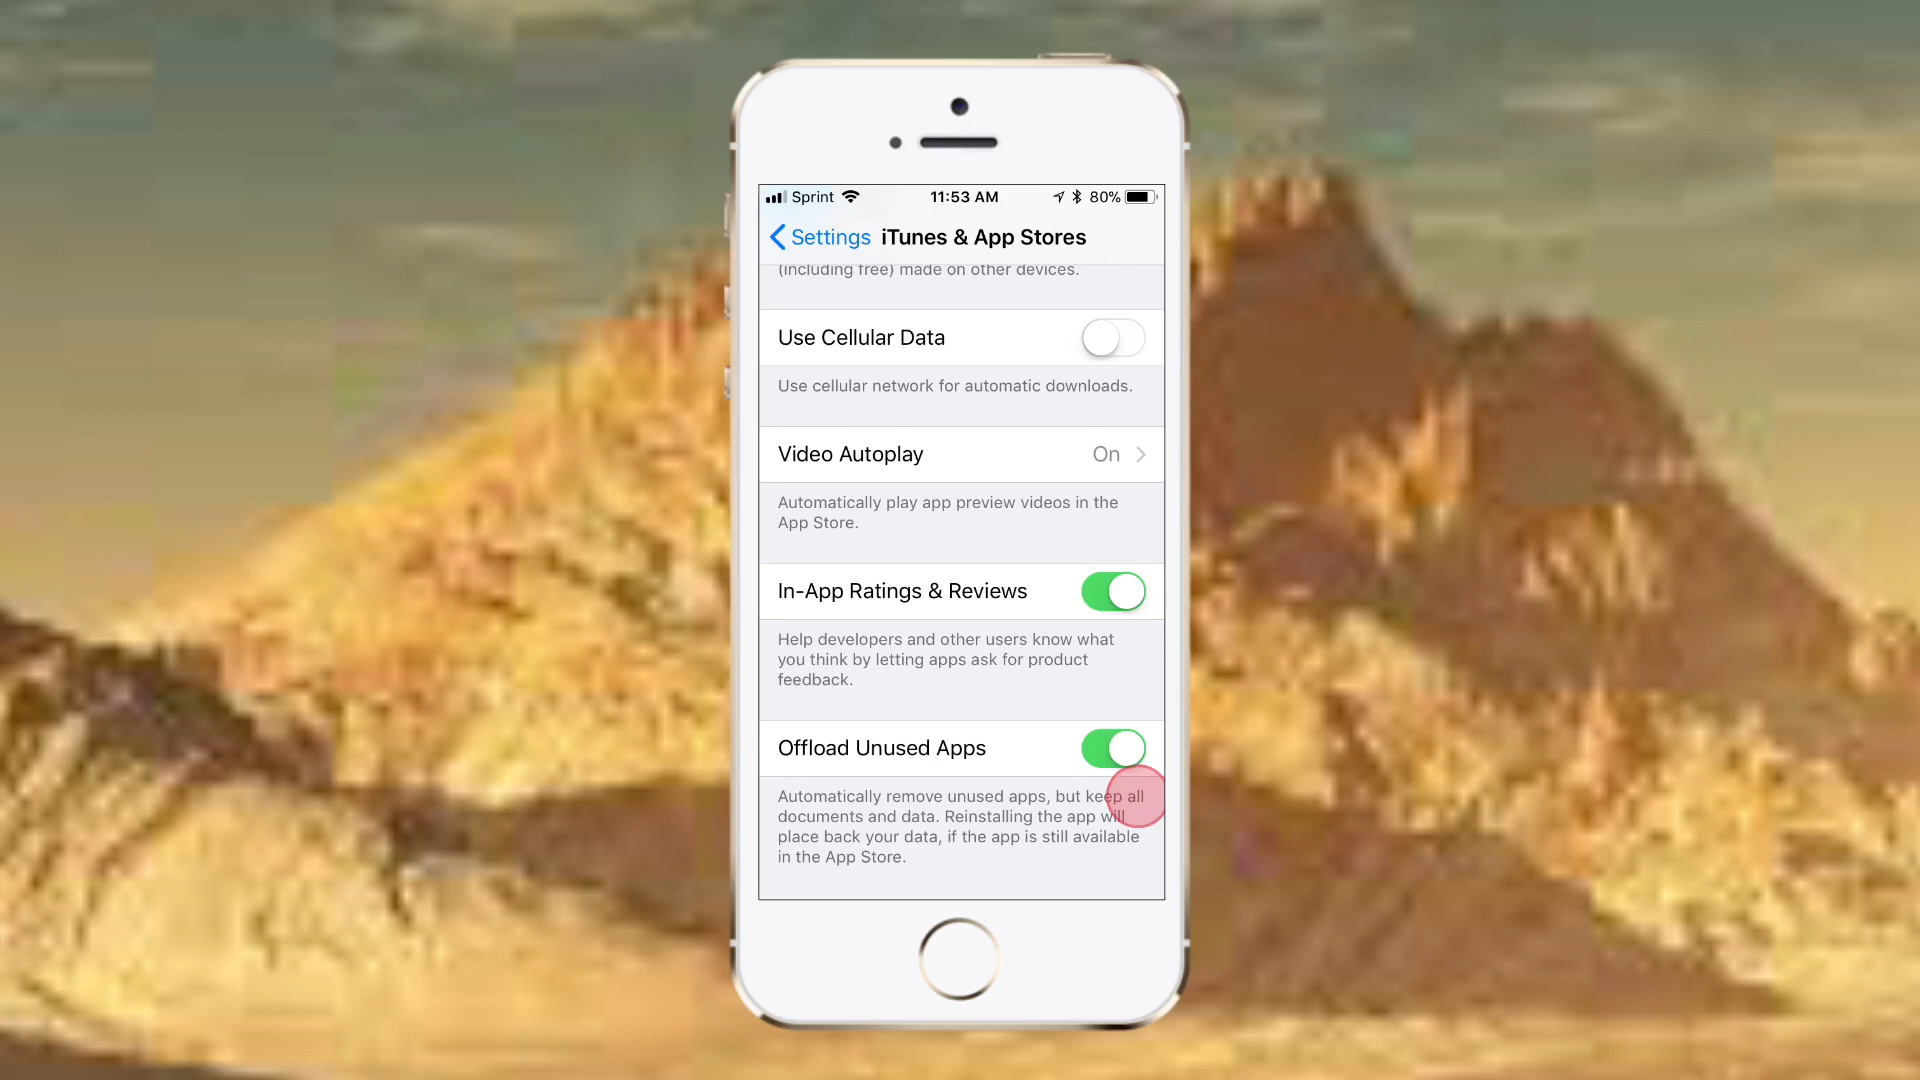 Sprint 11:53 AM 80%
Settings iTunes & App Stores
(including free) made on other devices.
Use Cellular Data
Use cellular network for automatic downloads.
Video Autoplay On
Automatically play app preview videos in the
App Store.
In-App Ratings & Reviews
Help developers and other users know what
you think by letting apps ask for product
feedback.
Offload Unused Apps
Automatically remove unused apps, but keep all
documents and data. Reinstalling the app will
place back your data, if the app is still available
in the App Store.